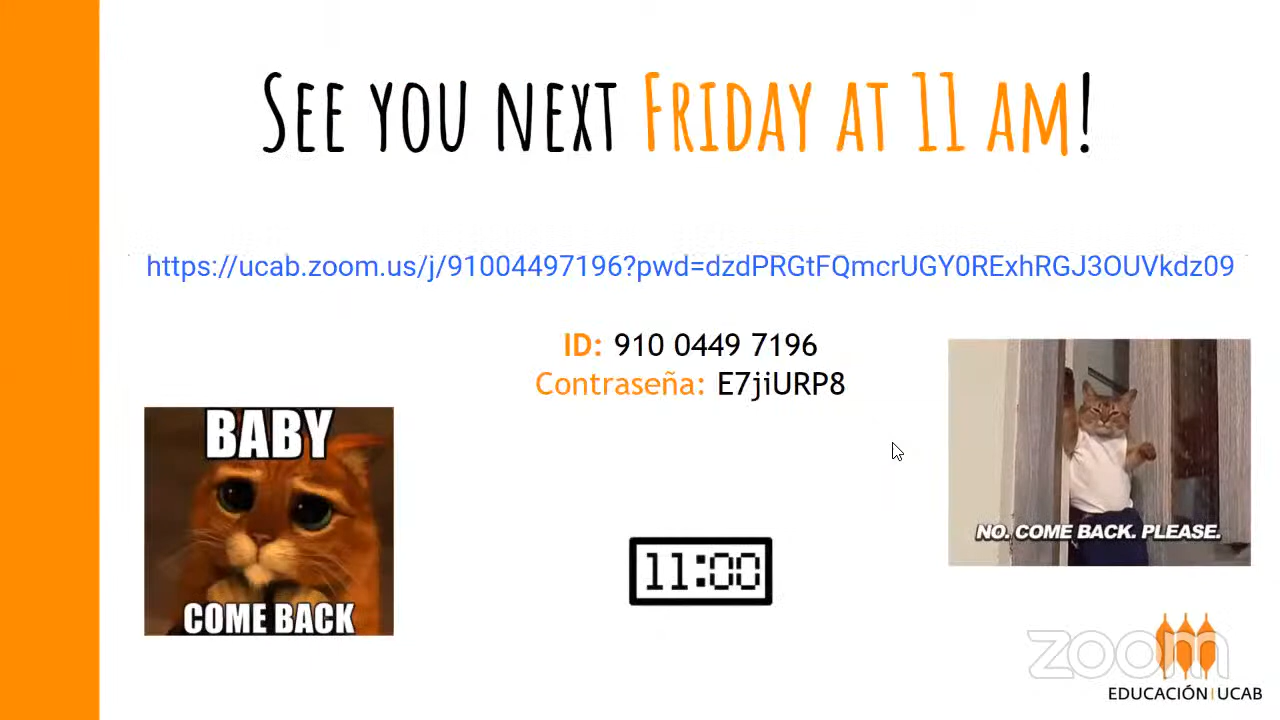 See you next Friday at 11 am!
https://ucab.zoom.us/j/91004497196?pwd=dzdPRGtFQmcrUGY0RExhRGJ3OUVkdz09
ID: 910 0449 7196
Contraseña: E7jiURP8
BABY
COME BACK
NO. COME BACK. PLEASE.
11:00
zoom
EDUCACIÓN|UCAB